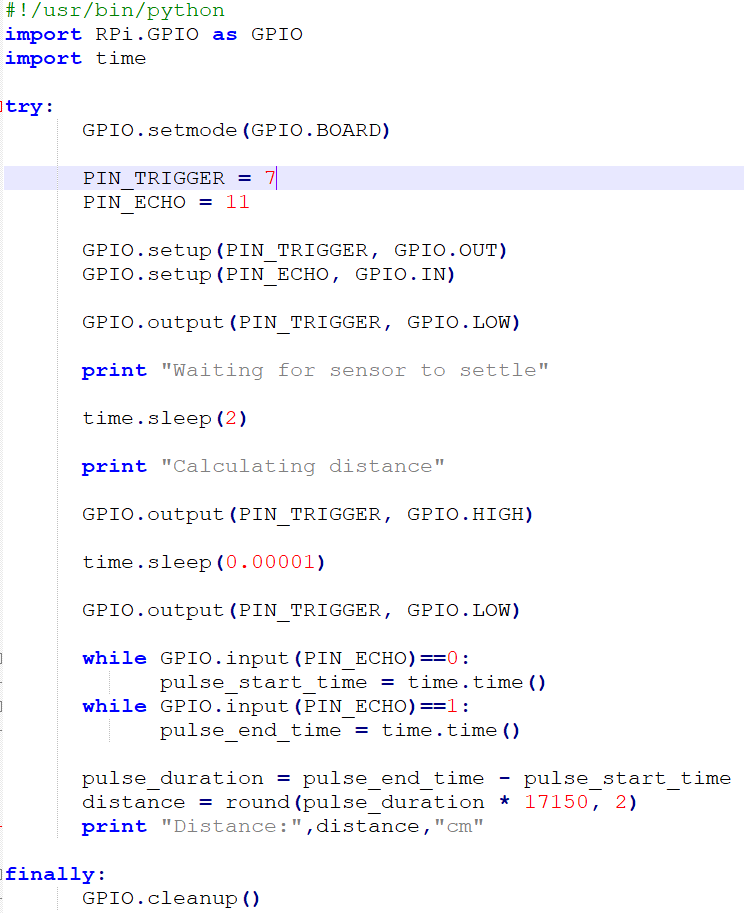 #!/usr/bin/python
import RPi.GPIO as GPIO
import time
try:
GPIO.setmode(GPIO.BOARD)
PIN_TRIGGER = 7
PIN_ECHO = 11
GPIO.setup(PIN_TRIGGER, GPIO.OUT)
GPIO.setup(PIN_ECHO, GPIO.IN)
GPIO.output(PIN_TRIGGER, GPIO.LOW)
print "Waiting for sensor to settle"
time.sleep(2)
print "Calculating distance"
GPIO.output(PIN_TRIGGER, GPIO.HIGH)
time.sleep(0.00001)
GPIO.output(PIN_TRIGGER, GPIO.LOW)
while GPIO.input(PIN_ECHO)==0:
pulse_start_time = time.time()
while GPIO.input(PIN_ECHO)==1:
pulse_end_time = time.time()
pulse_duration = pulse_end_time - pulse_start_time
distance = round(pulse_duration * 17150, 2)
print "Distance:",distance,"cm"
finally:
GPIO.cleanup()